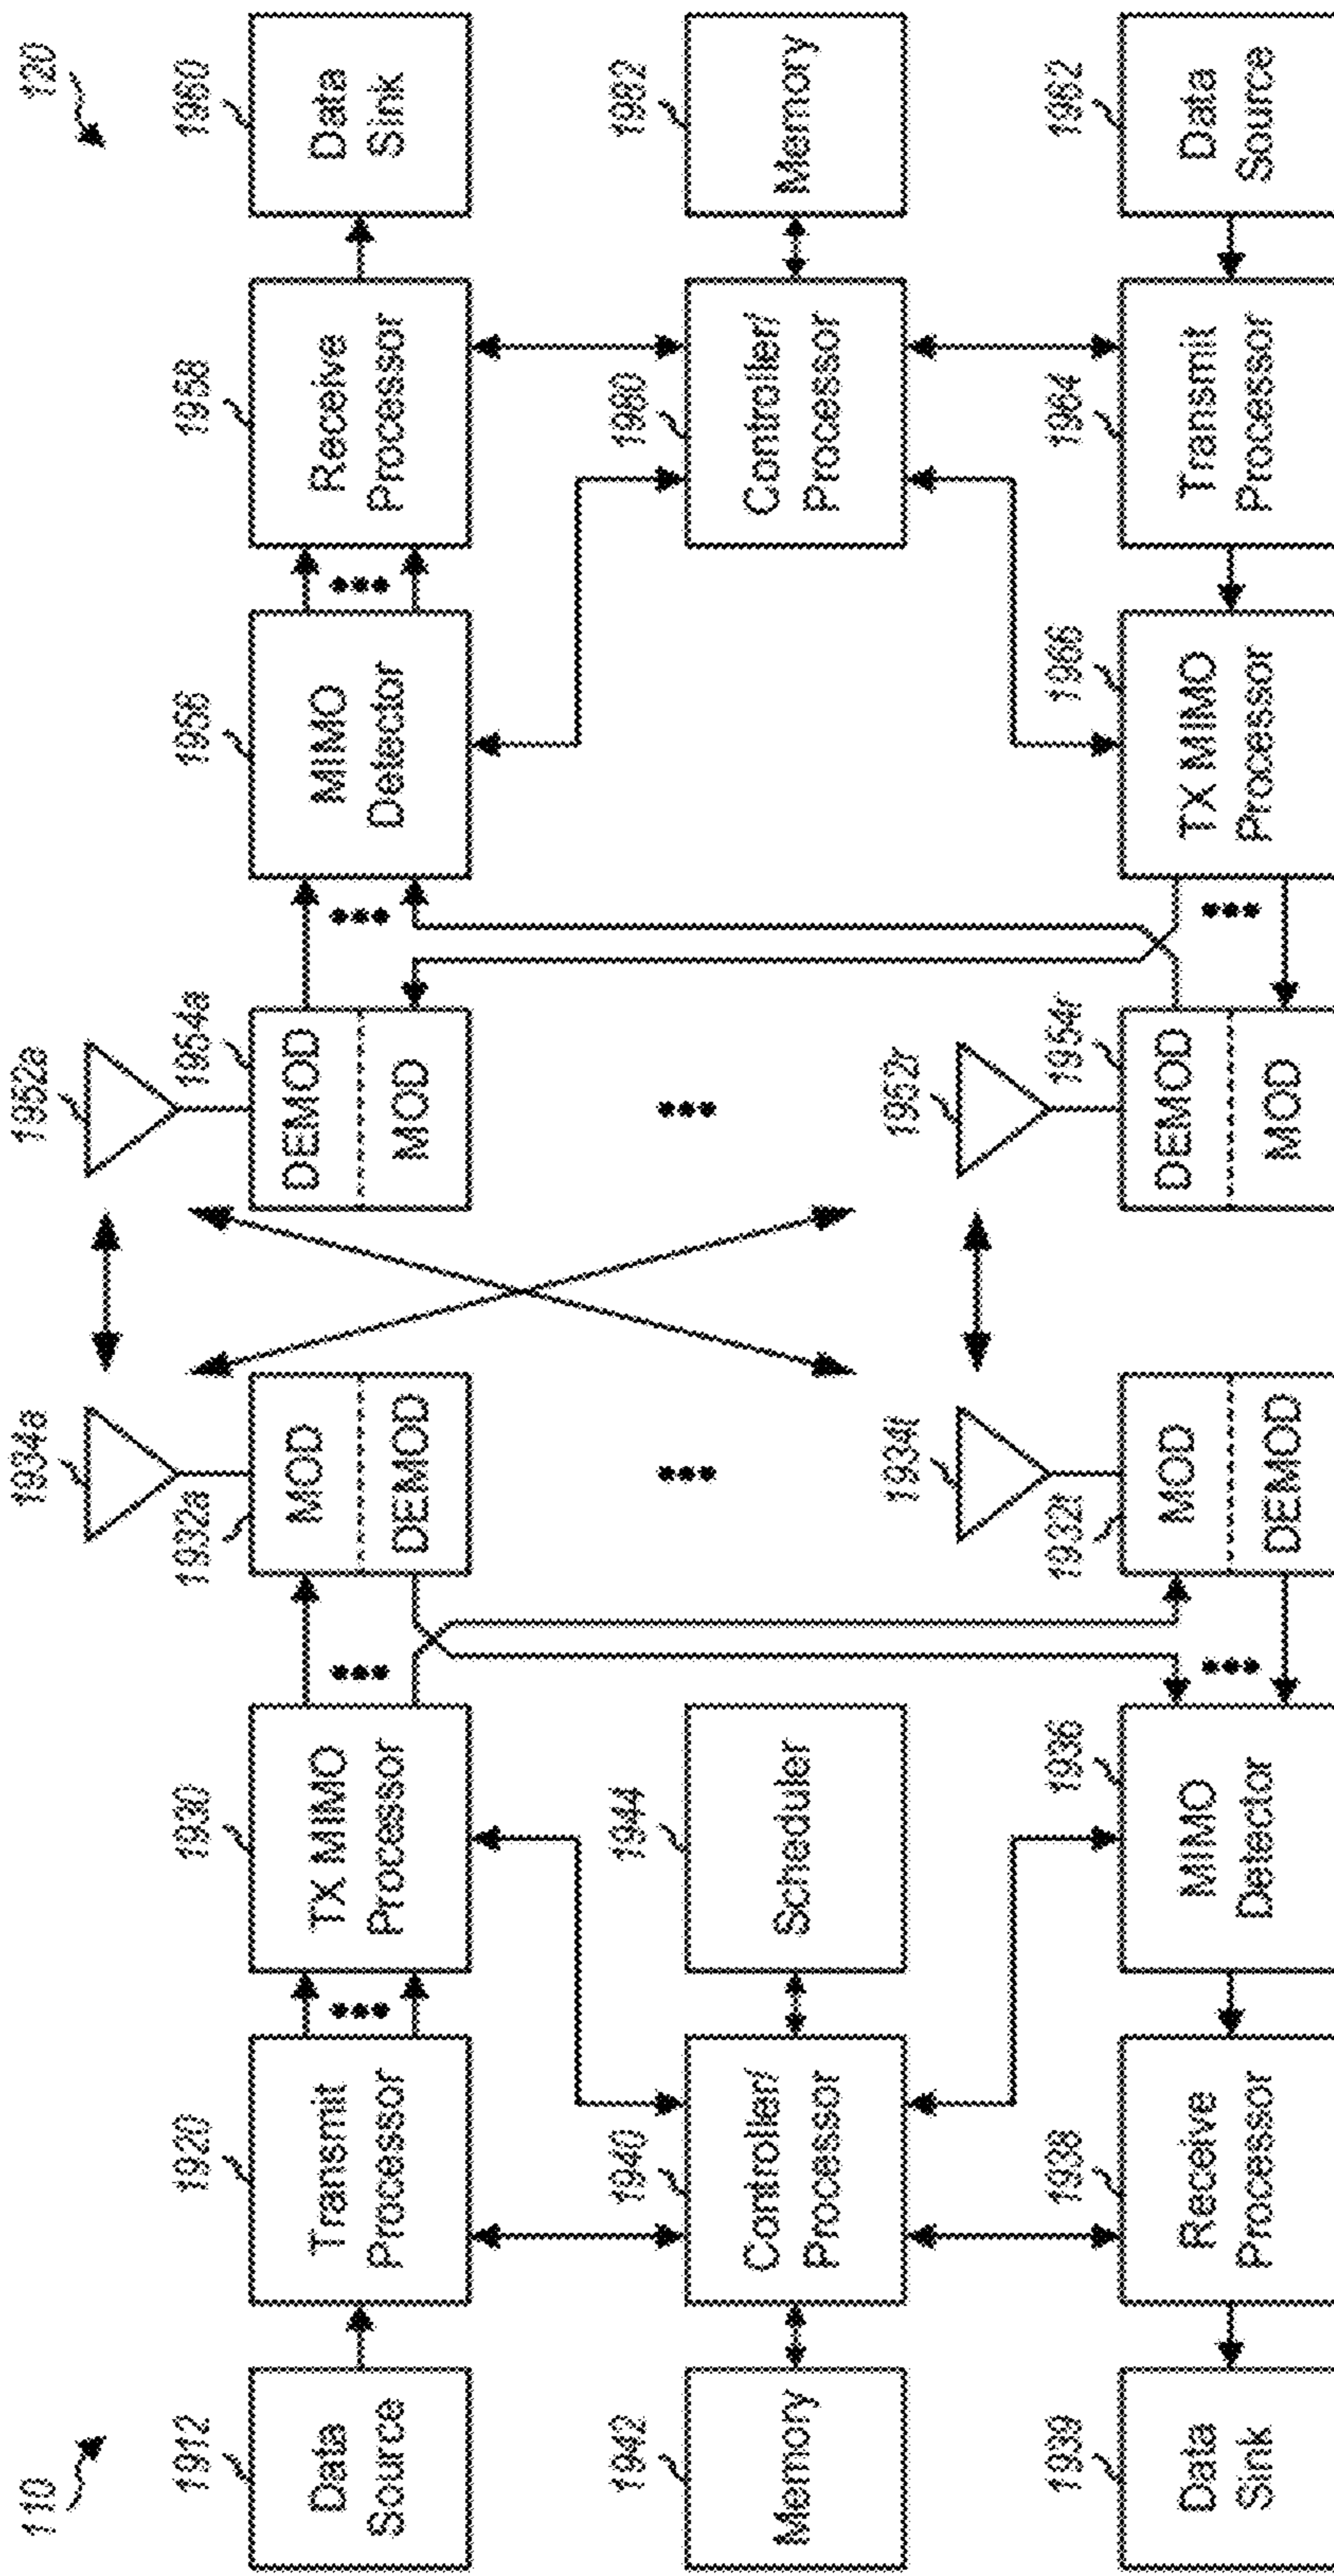 110
120
1934a
1952a
1912
1920
1930
1932a
1954a
1956
1958
1960
Data
Source
Transmit
Processor
TX MIMO
Processor
MOD
DEMOD
DEMOD
MOD
MIMO
Detector
Receive
Processor
Data
Sink
1942
1940
1944
1980
1982
Memory
Controller/
Processor
Scheduler
Controller/
Processor
Memory
1934t
1952r
1939
1938
1936
1932t
1954r
1966
1964
1962
Data
Sink
Receive
Processor
MIMO
Detector
MOD
DEMOD
DEMOD
MOD
TX MIMO
Processor
Transmit
Processor
Data
Source